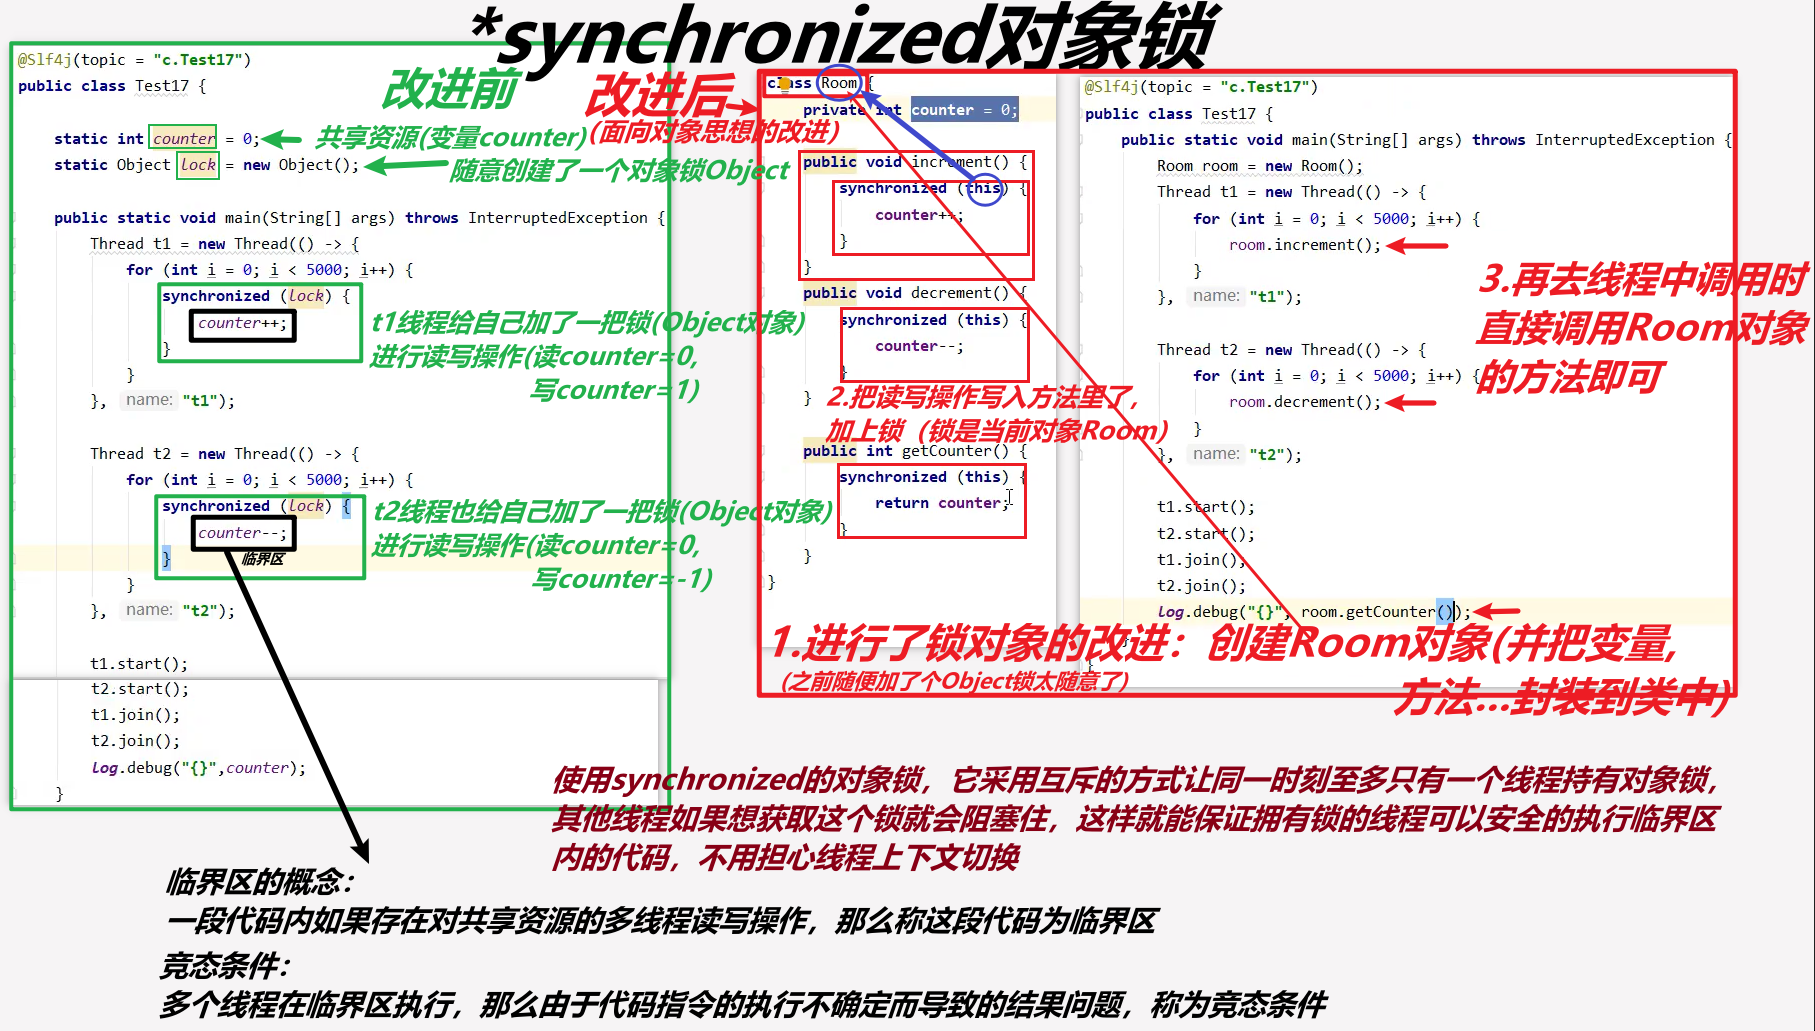 *synchronized对象锁
@Slf4j(topic = "c.Test17")
public class Test17 {
改进前
static int counter = 0;
共享资源(变量counter)
static Object lock = new Object();
随意创建了一个对象锁Object
public static void main(String[] args) throws InterruptedException {
Thread t1 = new Thread(() -> {
for (int i = 0; i < 5000; i++) {
synchronized (lock) {
counter++;
}
t1线程给自己加了一把锁(Object对象)
进行读写操作(读counter=0,
写counter=1)
}
}, name: "t1");
Thread t2 = new Thread(() -> {
for (int i = 0; i < 5000; i++) {
synchronized (lock) {
counter--;
} 临界区
t2线程也给自己加了一把锁(Object对象)
进行读写操作(读counter=0,
写counter=-1)
}
}, name: "t2");
t1.start();
t2.start();
t1.join();
t2.join();
log.debug("{}",counter);
}
改进后
(面向对象思想的改进)
class Room {
private int counter = 0;
public void increment() {
synchronized (this) {
counter++;
}
}
public void decrement() {
synchronized (this) {
counter--;
}
}
2.把读写操作写入方法里了,
加上锁（锁是当前对象Room)
public int getCounter() {
synchronized (this) {
return counter;
}
}
}
@Slf4j(topic = "c.Test17")
public class Test17 {
public static void main(String[] args) throws InterruptedException {
Room room = new Room();
Thread t1 = new Thread(() -> {
for (int i = 0; i < 5000; i++) {
room.increment();
}
}, name: "t1");
3.再去线程中调用时
直接调用Room对象
的方法即可
Thread t2 = new Thread(() -> {
for (int i = 0; i < 5000; i++) {
room.decrement();
}
}, name: "t2");
t1.start();
t2.start();
t1.join();
t2.join();
log.debug("{}", room.getCounter());
}
}
1.进行了锁对象的改进：创建Room对象(并把变量,
方法...封装到类中)
(之前随便加了个Object锁太随意了)
使用synchronized的对象锁，它采用互斥的方式让同一时刻至多只有一个线程持有对象锁，
其他线程如果想获取这个锁就会阻塞住，这样就能保证拥有锁的线程可以安全的执行临界区
内的代码，不用担心线程上下文切换
临界区的概念：
一段代码内如果存在对共享资源的多线程读写操作，那么称这段代码为临界区
竞态条件：
多个线程在临界区执行，那么由于代码指令的执行不确定而导致的结果问题，称为竞态条件